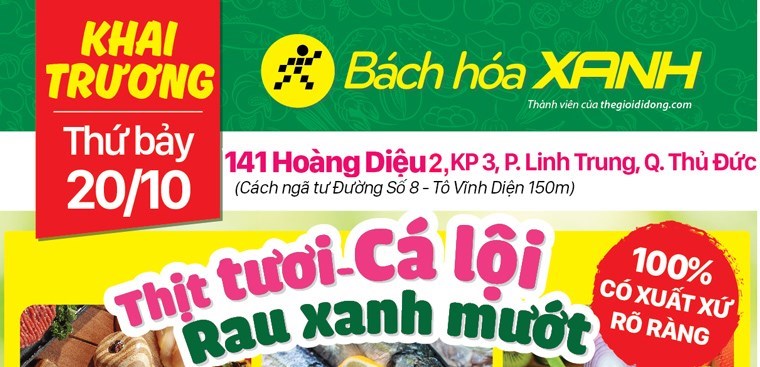 KHAI
TRƯƠNG
Thứ bảy
20/10
Bách hóa XANH
Thành viên của thegioididong.com
141 Hoàng Diệu 2, KP 3, P. Linh Trung, Q. Thủ Đức
(Cách ngã tư Đường Số 8 - Tô Vĩnh Diện 150m)
Thịt tươi - Cá lội
Rau xanh mướt
100%
CÓ XUẤT XỨ
RÕ RÀNG